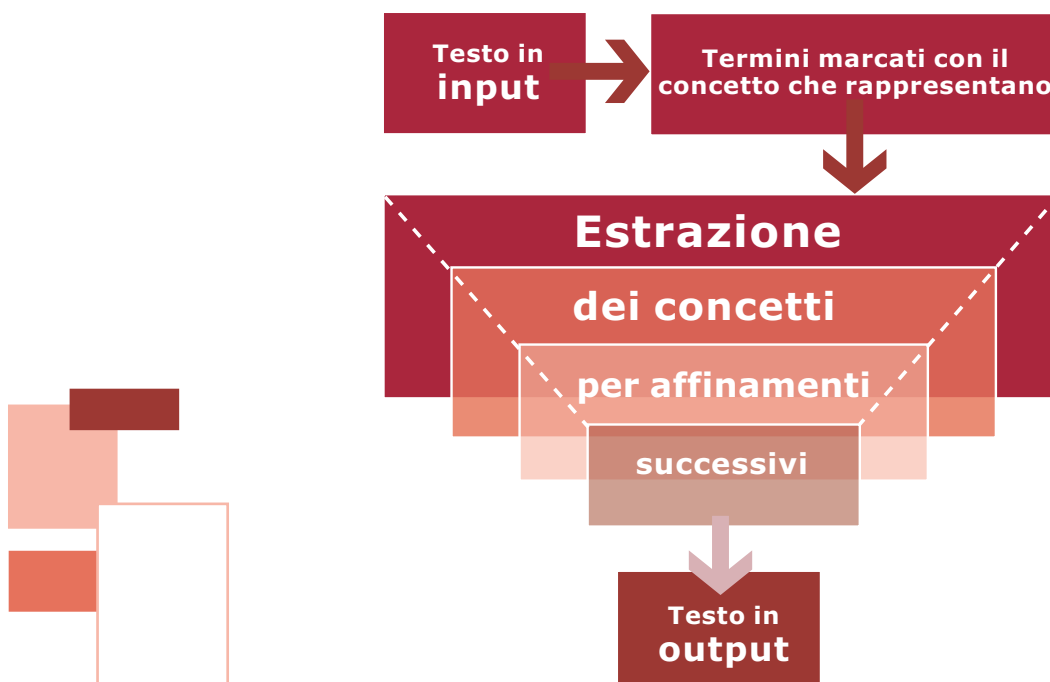 Testo in
input
Termini marcati con il
concetto che rappresentano
Estrazione
dei concetti
per affinamenti
successivi
Testo in
output